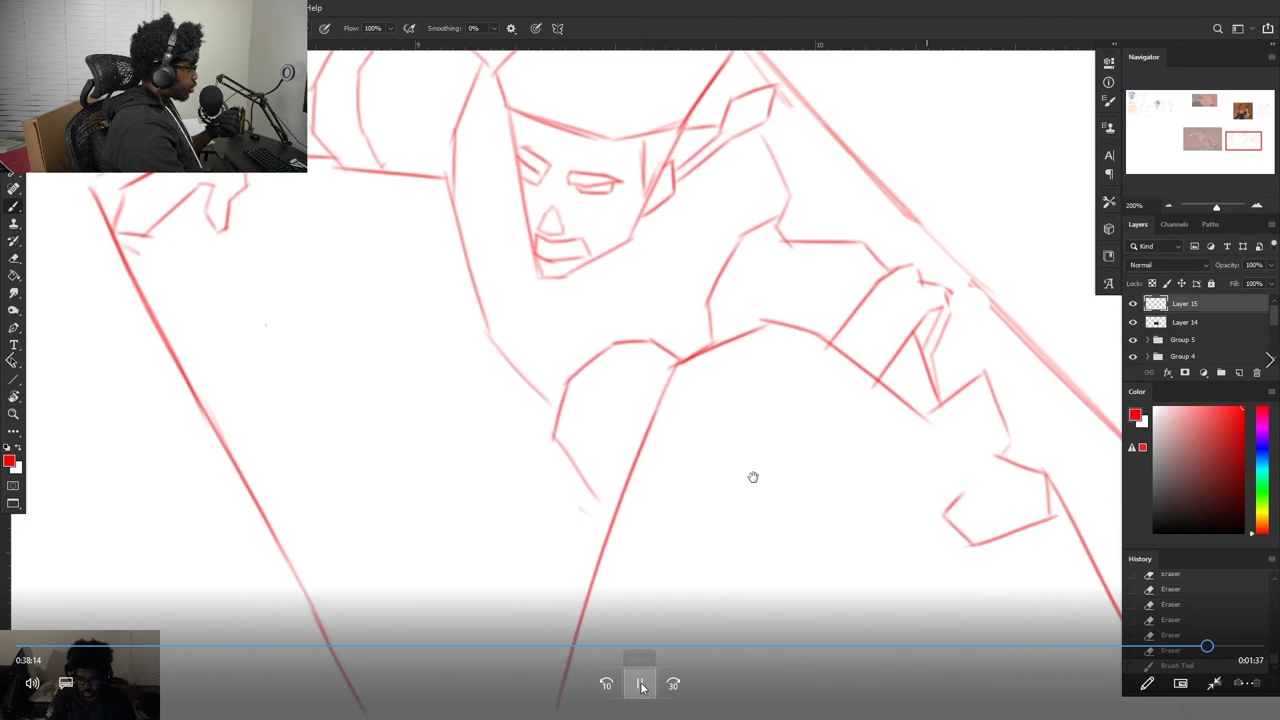 Help
Flow: 100% Smoothing: 0%
9 10
Navigator
200%
Layers Channels Paths
Kind
Normal Opacity: 100%
Lock: Fill: 100%
Layer 15
Layer 14
Group 5
Group 4
fx
Color
History
Eraser
Eraser
Eraser
Eraser
Eraser
Eraser
Brush Tool
0:38:14 0:01:37
10 30